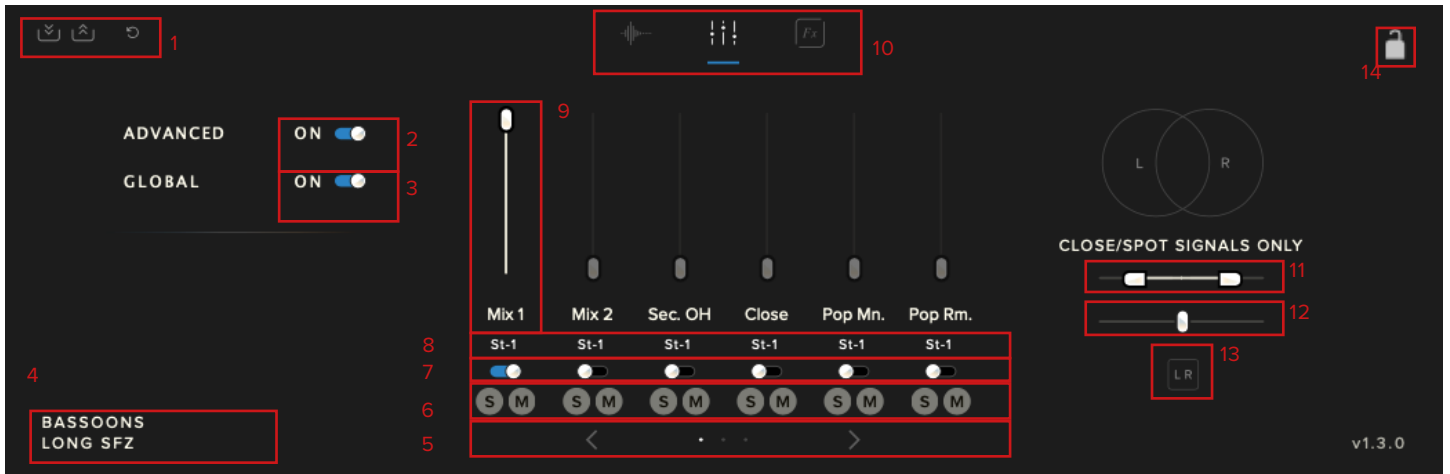 1
Fx
10
14
ADVANCED ON 2
GLOBAL ON 3
9
L R
CLOSE/SPOT SIGNALS ONLY
11
12
Mix 1 Mix 2 Sec. OH Close Pop Mn. Pop Rm.
8 St-1 St-1 St-1 St-1 St-1 St-1
7
13
L R
4
6 S M S M S M S M S M S M
BASSOONS
LONG SFZ
5
v1.3.0